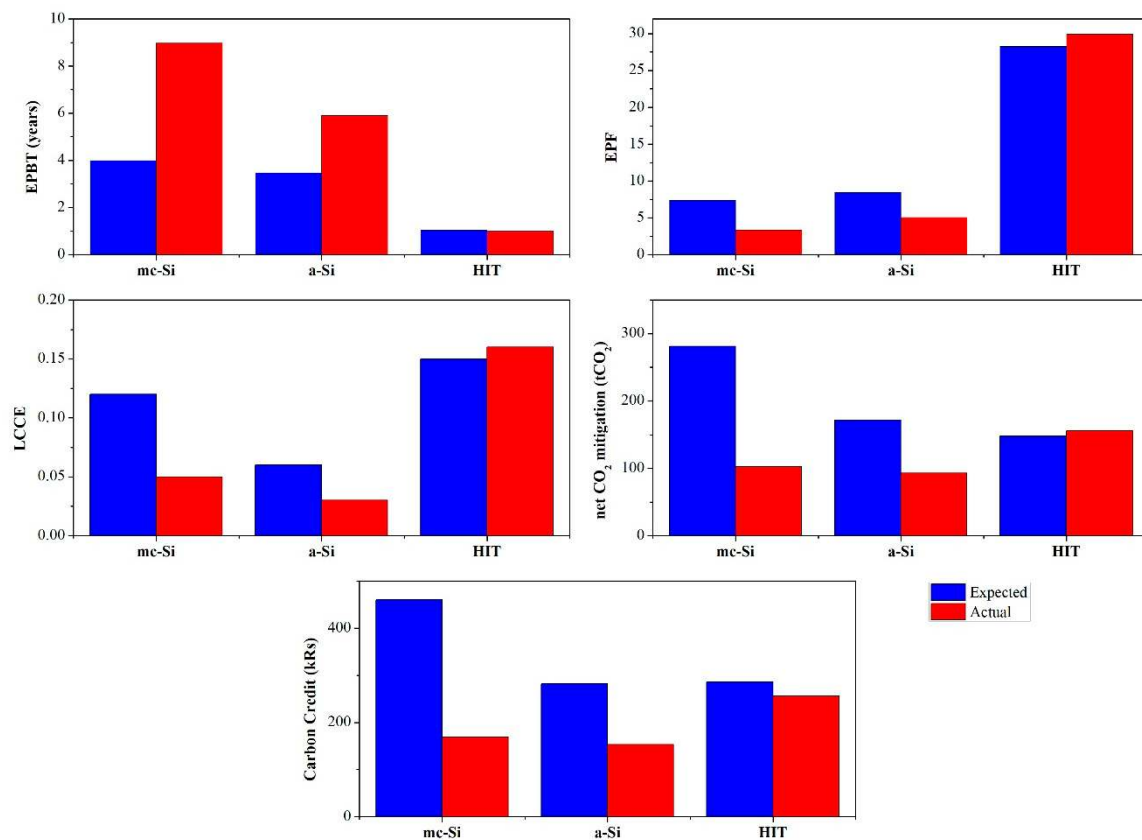 10
8
6
4
2
0
EPBT (years)
mc-Si a-Si HIT
30
25
20
15
10
5
0
EPF
mc-Si a-Si HIT
0.20
0.15
0.10
0.05
0.00
LCCE
mc-Si a-Si HIT
300
200
100
0
net CO₂ mitigation (tCO₂)
mc-Si a-Si HIT
Expected
Actual
400
200
0
Carbon Credit (kRs)
mc-Si a-Si HIT